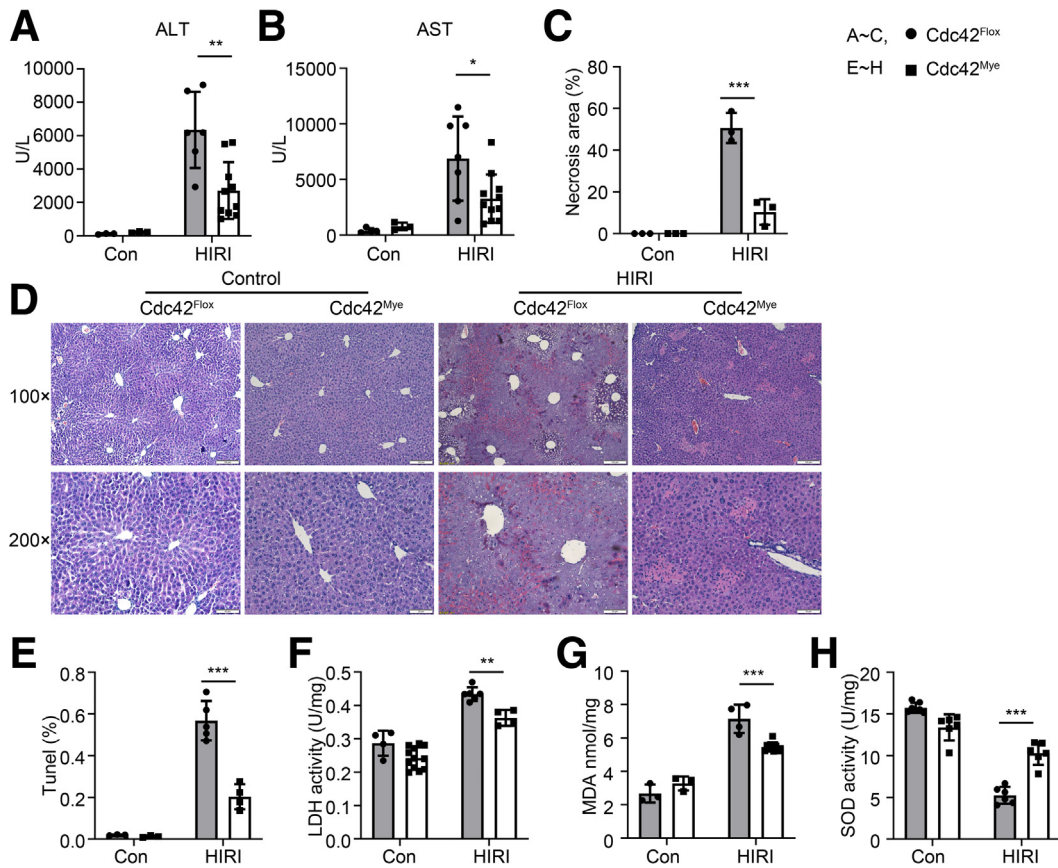 A
ALT
**
10000
8000
6000
4000
2000
0
U/L
Con
HIRI
B
AST
*
15000
10000
5000
0
U/L
Con
HIRI
C
***
80
60
40
20
0
Necrosis area (%)
Con
HIRI
A~C, ● Cdc42Flox
E~H ■ Cdc42Mye
D
Control
HIRI
Cdc42Flox
Cdc42Mye
Cdc42Flox
Cdc42Mye
100×
200×
E
***
0.8
0.6
0.4
0.2
0.0
Tunel (%)
Con
HIRI
F
**
0.5
0.4
0.3
0.2
0.1
0.0
LDH activity (U/mg)
Con
HIRI
G
***
10
8
6
4
2
0
MDA nmol/mg
Con
HIRI
H
***
20
15
10
5
0
SOD activity (U/mg)
Con
HIRI